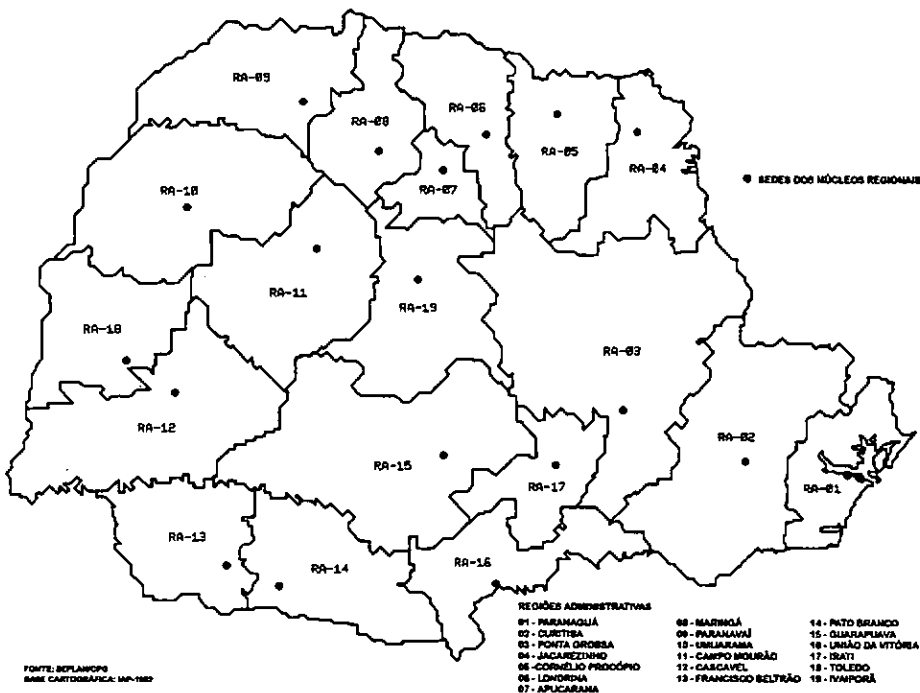 RA-09
RA-08
RA-06
RA-05
RA-04
RA-07
SEDES DOS NÚCLEOS REGIONAIS
RA-10
RA-11
RA-19
RA-18
RA-03
RA-12
RA-02
RA-15
RA-17
RA-01
RA-13
RA-14
RA-16
REGIÕES ADMINISTRATIVAS
01 - PARANAGUÁ
02 - CURITIBA
03 - PONTA GROSSA
04 - JACAREZINHO
05 - CORNÉLIO PROCÓPIO
06 - LONDRINA
07 - APUCARANA
08 - MARINGÁ
09 - PARANAVAÍ
10 - UMUARAMA
11 - CAMPO MOURÃO
12 - CASCAVEL
13 - FRANCISCO BELTRÃO
14 - PATO BRANCO
15 - GUARAPUAVA
16 - UNIÃO DA VITÓRIA
17 - IRATI
18 - TOLEDO
19 - IVAIPORÃ
FONTE: SEPLAN/CPG
BASE CARTOGRÁFICA: IAP-1992